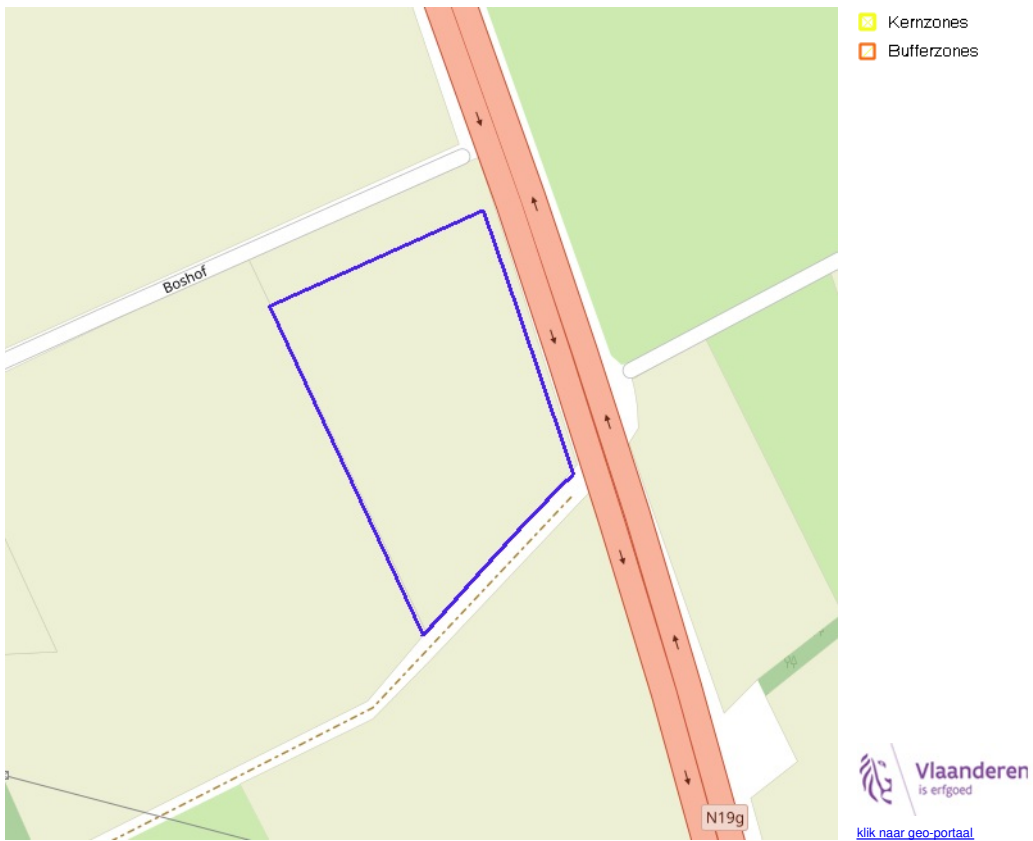 Kernzones
Bufferzones
Boshof
N19g
Vlaanderen
is erfgoed
klik naar geo-portaal